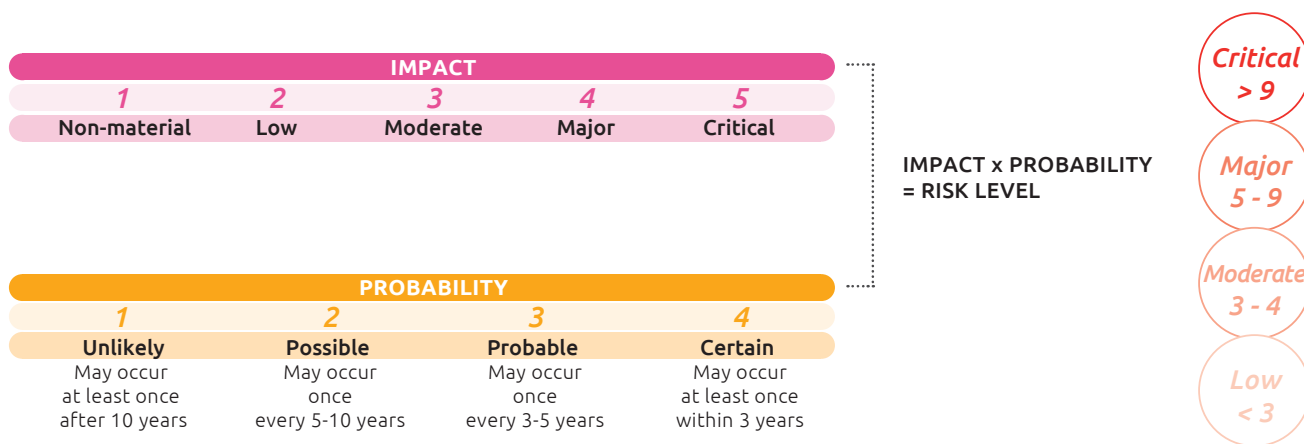 IMPACT
1 2 3 4 5
Non-material Low Moderate Major Critical
IMPACT x PROBABILITY
= RISK LEVEL
PROBABILITY
1 2 3 4
Unlikely Possible Probable Certain
May occur May occur May occur May occur
at least once once once at least once
after 10 years every 5-10 years every 3-5 years within 3 years
Critical
> 9
Major
5 - 9
Moderate
3 - 4
Low
< 3